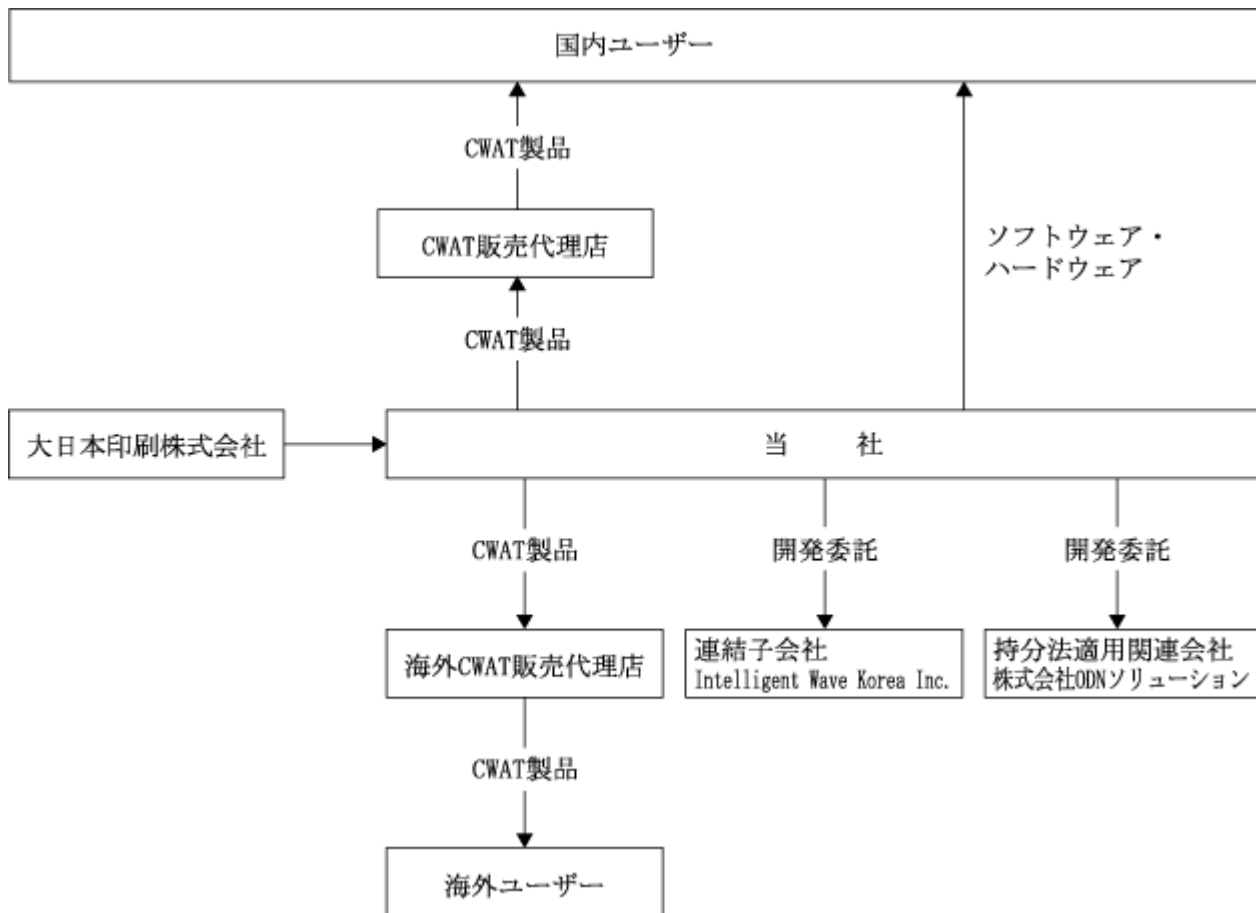 国内ユーザー
CWAT製品
CWAT販売代理店
ソフトウェア・
ハードウェア
CWAT製品
大日本印刷株式会社
当 社
CWAT製品
開発委託
開発委託
海外CWAT販売代理店
連結子会社
Intelligent Wave Korea Inc.
持分法適用関連会社
株式会社ODNソリューション
CWAT製品
海外ユーザー